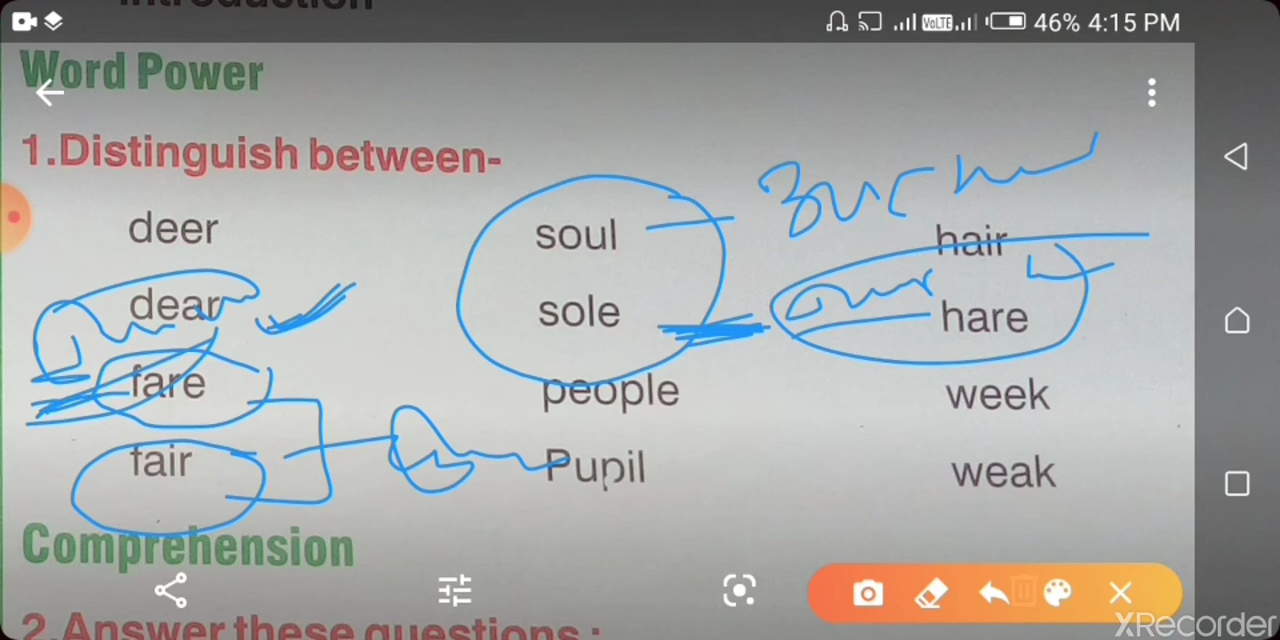 Introduction
46% 4:15 PM
VoLTE
Word Power
1.Distinguish between-
deer soul hair
dear sole hare
fare people week
fair Pupil weak
Comprehension
2.Answer these questions :
XRecorder